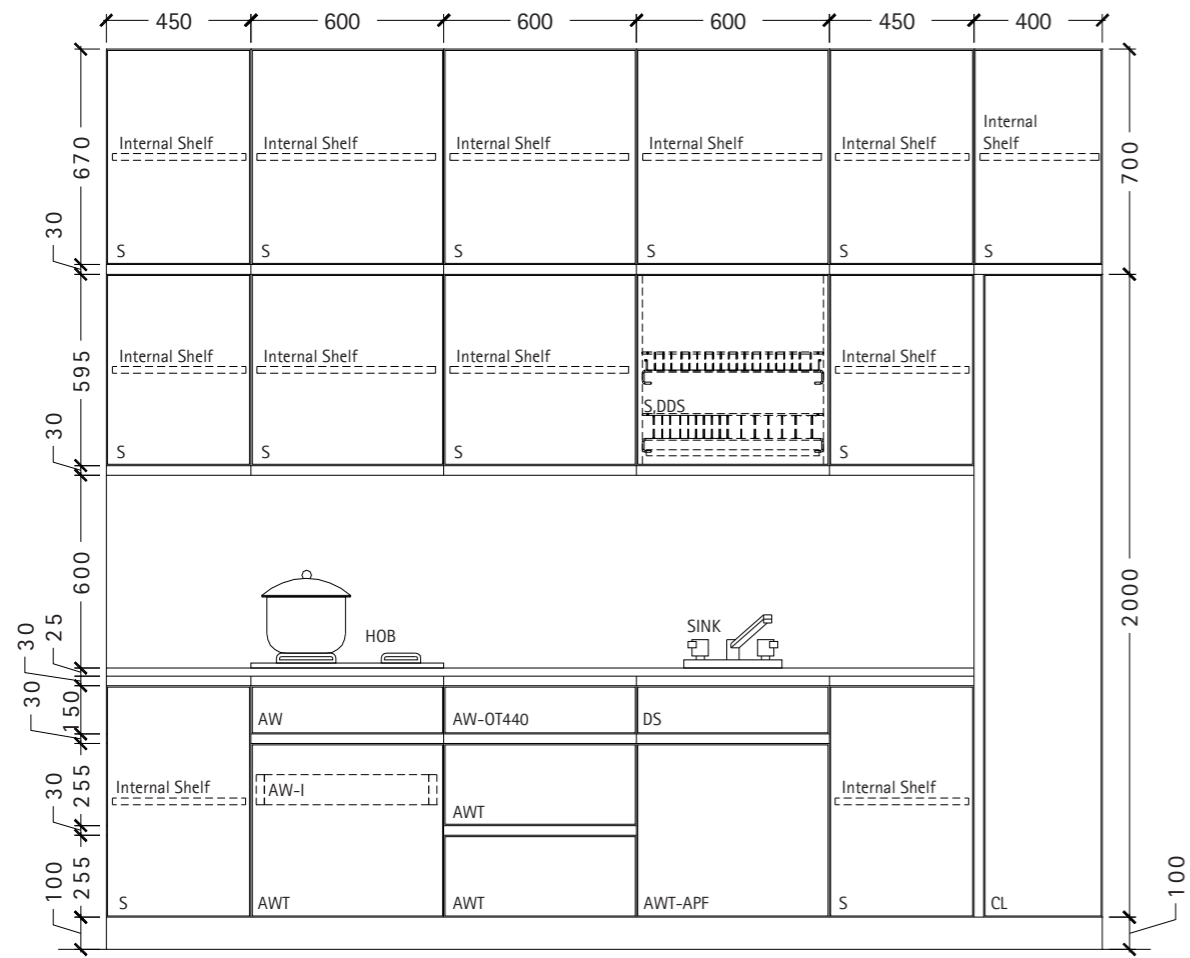 450 600 600 600 450 400
Internal
Internal Shelf Internal Shelf Internal Shelf Internal Shelf Internal Shelf Shelf
670
700
30
S S S S S S
Internal Shelf Internal Shelf Internal Shelf Internal Shelf
595
S,DDS
30
S S S S
600
2000
HOB
SINK
25
30
AW AW-OT440 DS
30
150
Internal Shelf AW-I Internal Shelf
30
255
AWT
100
255
S AWT AWT AWT-APF S CL
100